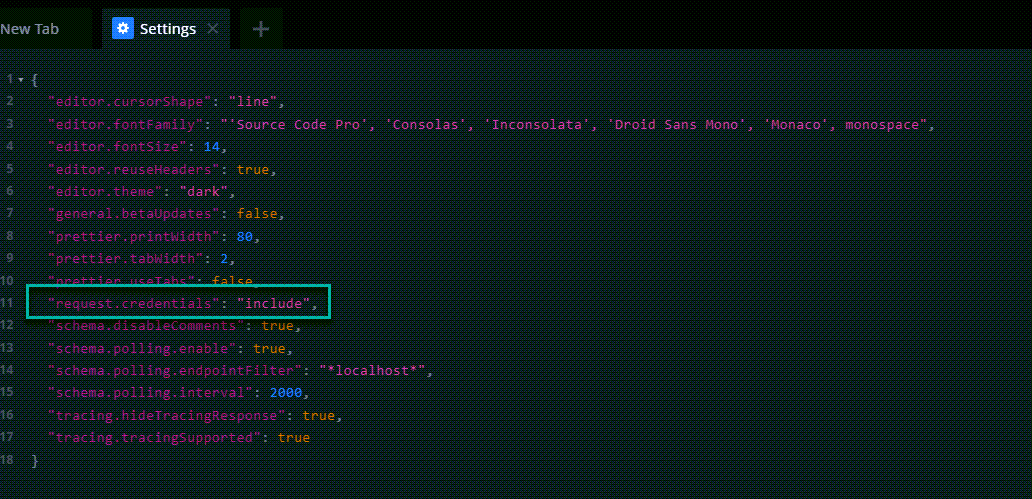 New Tab Settings × +
1 {
2 "editor.cursorShape": "line",
3 "editor.fontFamily": "'Source Code Pro', 'Consolas', 'Inconsolata', 'Droid Sans Mono', 'Monaco', monospace",
4 "editor.fontSize": 14,
5 "editor.reuseHeaders": true,
6 "editor.theme": "dark",
7 "general.betaUpdates": false,
8 "prettier.printWidth": 80,
9 "prettier.tabWidth": 2,
10 "prettier.useTabs": false,
11 "request.credentials": "include",
12 "schema.disableComments": true,
13 "schema.polling.enable": true,
14 "schema.polling.endpointFilter": "*localhost*",
15 "schema.polling.interval": 2000,
16 "tracing.hideTracingResponse": true,
17 "tracing.tracingSupported": true
18 }